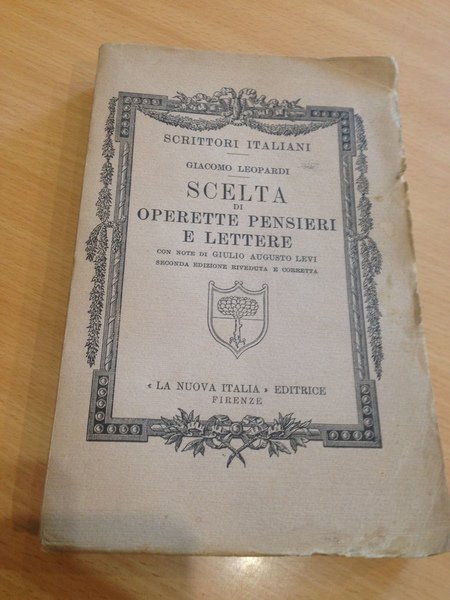 SCRITTORI ITALIANI
GIACOMO LEOPARDI
SCELTA
DI
OPERETTE PENSIERI
E LETTERE
CON NOTE DI GIULIO AUGUSTO LEVI
SECONDA EDIZIONE RIVEDUTA E CORRETTA
« LA NUOVA ITALIA » EDITRICE
FIRENZE